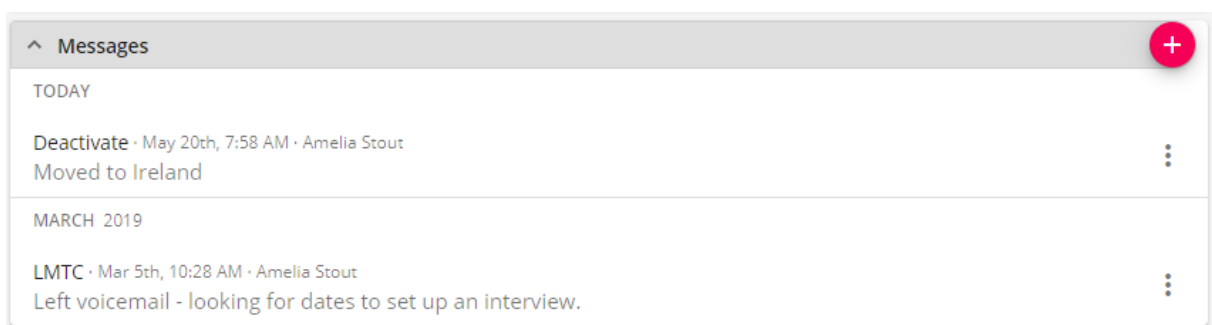 Messages
TODAY
Deactivate · May 20th, 7:58 AM · Amelia Stout
Moved to Ireland
MARCH 2019
LMTC · Mar 5th, 10:28 AM · Amelia Stout
Left voicemail - looking for dates to set up an interview.